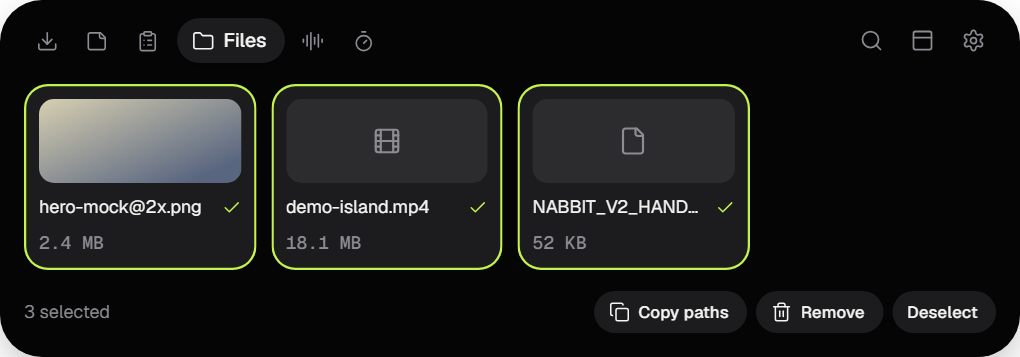 Files
hero-mock@2x.png
2.4 MB
demo-island.mp4
18.1 MB
NABBIT_V2_HAND...
52 KB
3 selected
Copy paths
Remove
Deselect